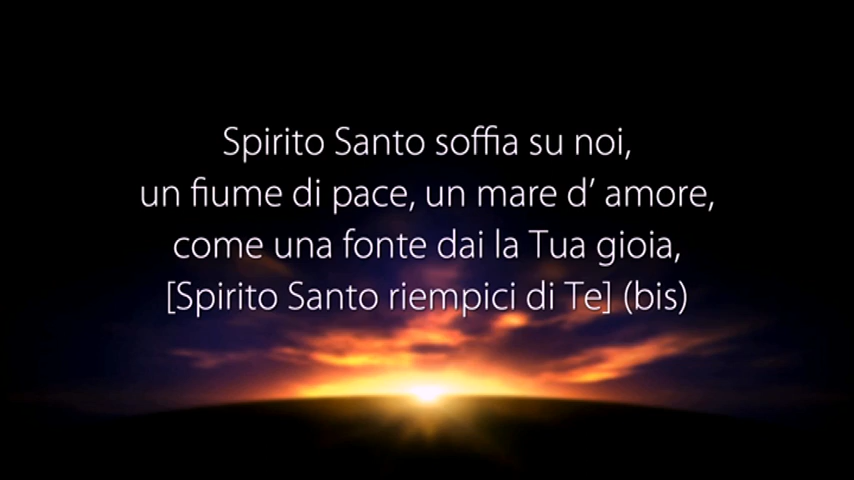 Spirito Santo soffia su noi,
un fiume di pace, un mare d’ amore,
come una fonte dai la Tua gioia,
[Spirito Santo riempici di Te] (bis)